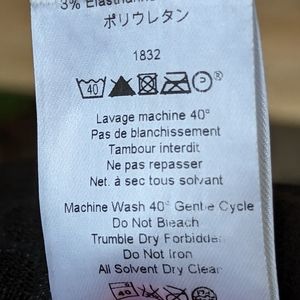 3% Elasthanne
ポリウレタン
1832
40
Lavage machine 40°
Pas de blanchissement
Tambour interdit
Ne pas repasser
Net. à sec tous solvant
Machine Wash 40° Gentle Cycle
Do Not Bleach
Trumble Dry Forbidden
Do Not Iron
All Solvent Dry Clean
40